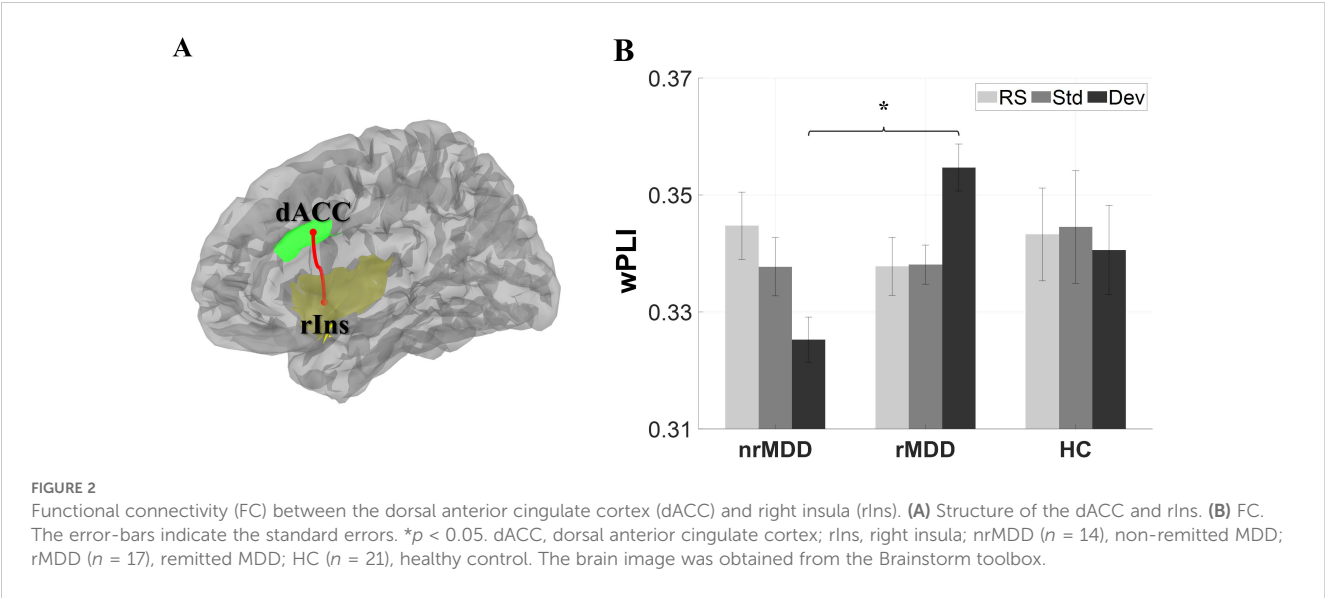 A
dACC
rIns
B
0.37
0.35
0.33
0.31
wPLI
RS Std Dev
*
nrMDD rMDD HC
FIGURE 2
Functional connectivity (FC) between the dorsal anterior cingulate cortex (dACC) and right insula (rIns). (A) Structure of the dACC and rIns. (B) FC.
The error-bars indicate the standard errors. *p < 0.05. dACC, dorsal anterior cingulate cortex; rIns, right insula; nrMDD (n = 14), non-remitted MDD;
rMDD (n = 17), remitted MDD; HC (n = 21), healthy control. The brain image was obtained from the Brainstorm toolbox.